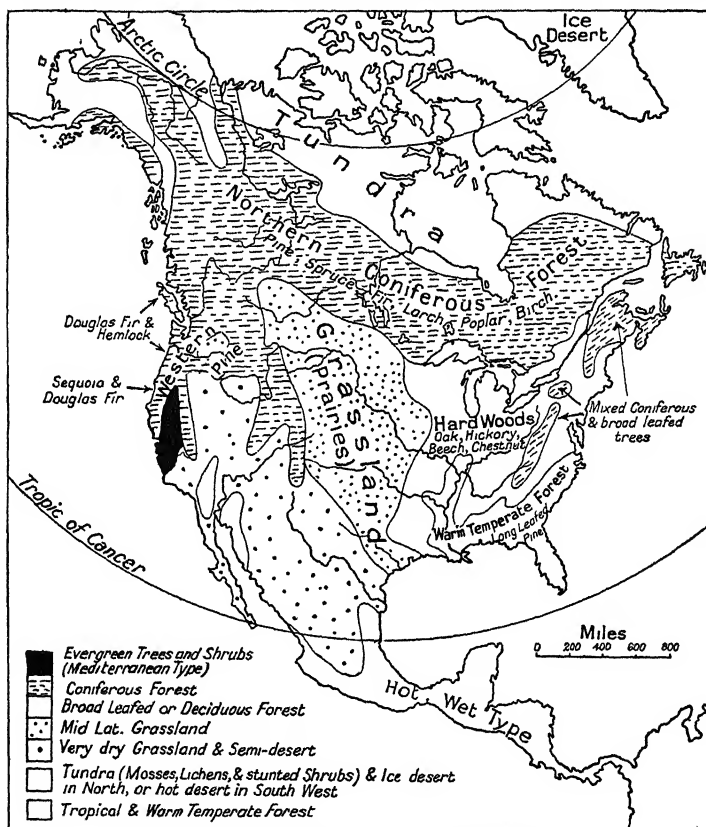 Arctic Circle
Ice
Desert
Tundra
Northern Coniferous Forest
Pine, Spruce, Fir, Larch, Poplar, Birch.
Douglas Fir &
Hemlock
Western
Pine
Sequoia &
Douglas Fir
Grassland
(Prairies)
Hard Woods
Oak, Hickory,
Beech, Chestnut
Mixed Coniferous
& broad leafed
trees
Warm Temperate Forest
Long Leafed
Pine
Tropic of Cancer
Miles
0 200 400 600 800
Hot Wet Type
Evergreen Trees and Shrubs
(Mediterranean Type)
Coniferous Forest
Broad Leafed or Deciduous Forest
Mid Lat. Grassland
Very dry Grassland & Semi-desert
Tundra (Mosses, Lichens, & stunted Shrubs) & Ice desert
in North, or hot desert in South West
Tropical & Warm Temperate Forest